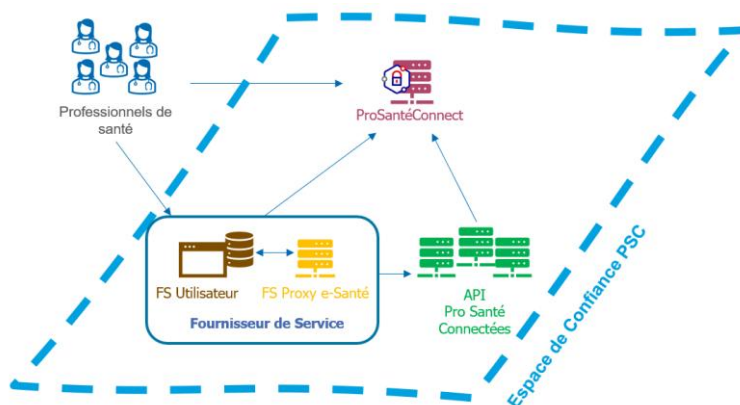 Professionnels de
santé
ProSantéConnect
FS Utilisateur
FS Proxy e-Santé
Fournisseur de Service
API
Pro Santé
Connectées
Espace de Confiance PSC